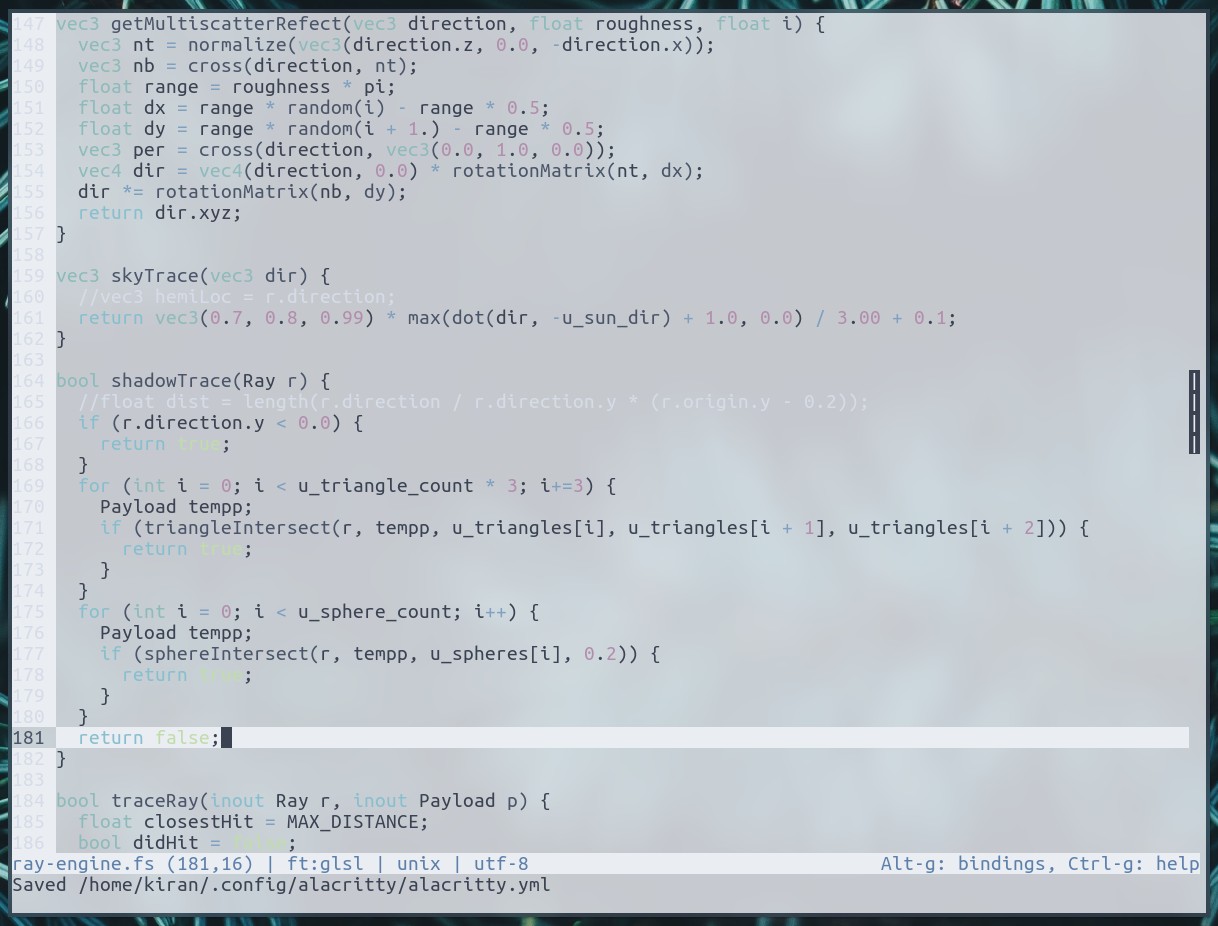 147 vec3 getMultiscatterRefect(vec3 direction, float roughness, float i) {
148   vec3 nt = normalize(vec3(direction.z, 0.0, -direction.x));
149   vec3 nb = cross(direction, nt);
150   float range = roughness * pi;
151   float dx = range * random(i) - range * 0.5;
152   float dy = range * random(i + 1.) - range * 0.5;
153   vec3 per = cross(direction, vec3(0.0, 1.0, 0.0));
154   vec4 dir = vec4(direction, 0.0) * rotationMatrix(nt, dx);
155   dir *= rotationMatrix(nb, dy);
156   return dir.xyz;
157 }
158
159 vec3 skyTrace(vec3 dir) {
160   //vec3 hemiLoc = r.direction;
161   return vec3(0.7, 0.8, 0.99) * max(dot(dir, -u_sun_dir) + 1.0, 0.0) / 3.00 + 0.1;
162 }
163
164 bool shadowTrace(Ray r) {
165   //float dist = length(r.direction / r.direction.y * (r.origin.y - 0.2));
166   if (r.direction.y < 0.0) {
167     return true;
168   }
169   for (int i = 0; i < u_triangle_count * 3; i+=3) {
170     Payload tempp;
171     if (triangleIntersect(r, tempp, u_triangles[i], u_triangles[i + 1], u_triangles[i + 2])) {
172       return true;
173     }
174   }
175   for (int i = 0; i < u_sphere_count; i++) {
176     Payload tempp;
177     if (sphereIntersect(r, tempp, u_spheres[i], 0.2)) {
178       return true;
179     }
180   }
181   return false;
182 }
183
184 bool traceRay(inout Ray r, inout Payload p) {
185   float closestHit = MAX_DISTANCE;
186   bool didHit = false;
ray-engine.fs (181,16) | ft:glsl | unix | utf-8 Alt-g: bindings, Ctrl-g: help
Saved /home/kiran/.config/alacritty/alacritty.yml